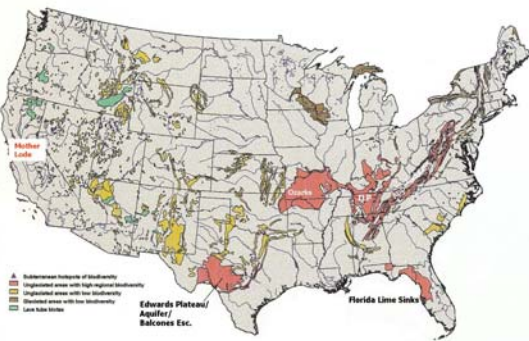 Mother
Lode
Ozarks
I.L.P.
Subterranean hotspots of biodiversity
Unglaciated areas with high regional biodiversity
Unglaciated areas with low biodiversity
Glaciated areas with low biodiversity
Lava tube biotas
Edwards Plateau/
Aquifer/
Balcones Esc.
Florida Lime Sinks